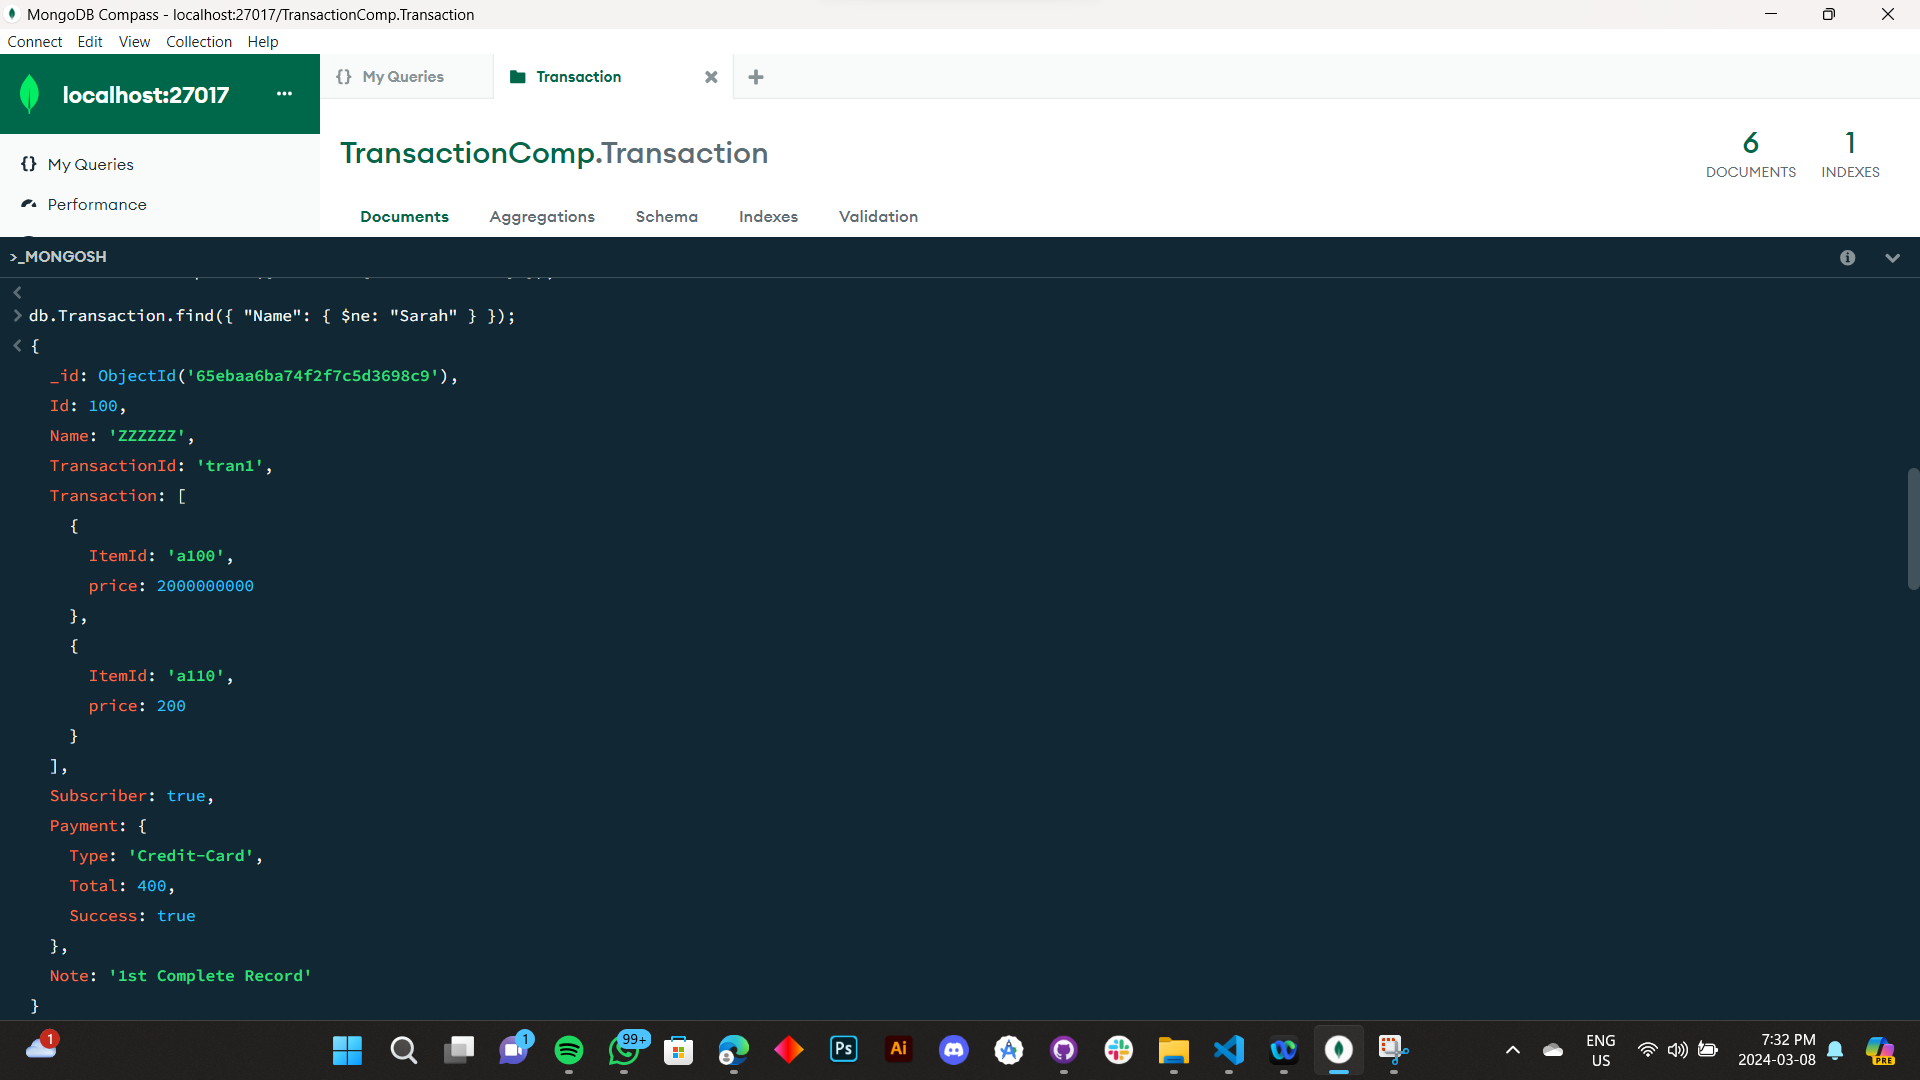 MongoDB Compass - localhost:27017/TransactionComp.Transaction
Connect Edit View Collection Help
localhost:27017 ...
{} My Queries
Transaction
{} My Queries
Performance
TransactionComp.Transaction
6
DOCUMENTS
1
INDEXES
Documents Aggregations Schema Indexes Validation
>_MONGOSH
<
> db.Transaction.find({ "Name": { $ne: "Sarah" } });
< {
_id: ObjectId('65ebaa6ba74f2f7c5d3698c9'),
Id: 100,
Name: 'ZZZZZZ',
TransactionId: 'tran1',
Transaction: [
{
ItemId: 'a100',
price: 2000000000
},
{
ItemId: 'a110',
price: 200
}
],
Subscriber: true,
Payment: {
Type: 'Credit-Card',
Total: 400,
Success: true
},
Note: '1st Complete Record'
}
1
1
99+
Ps
Ai
ENG
US
7:32 PM
2024-03-08
PRE